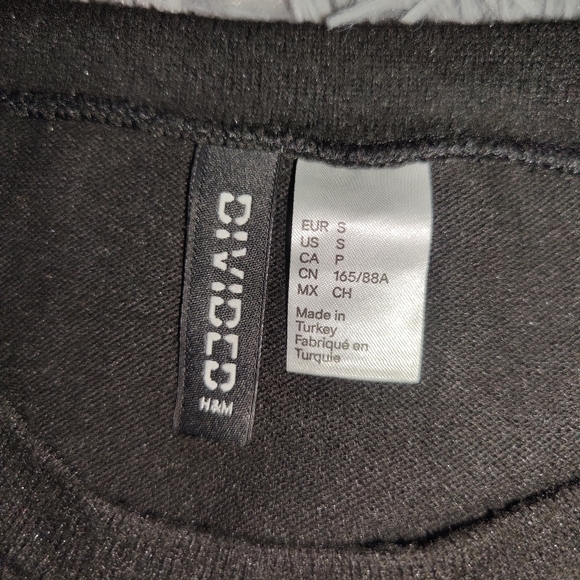 DIVIDED
H&M
EUR S
US S
CA P
CN 165/88A
MX CH
Made in
Turkey
Fabriqué en
Turquie